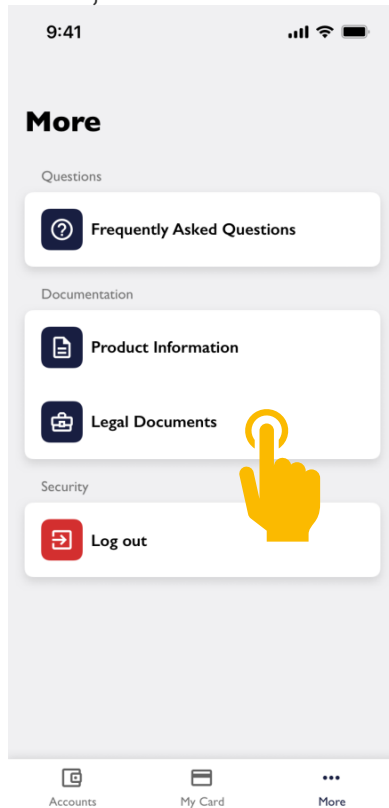 9:41
More
Questions
Frequently Asked Questions
Documentation
Product Information
Legal Documents
Security
Log out
Accounts My Card More